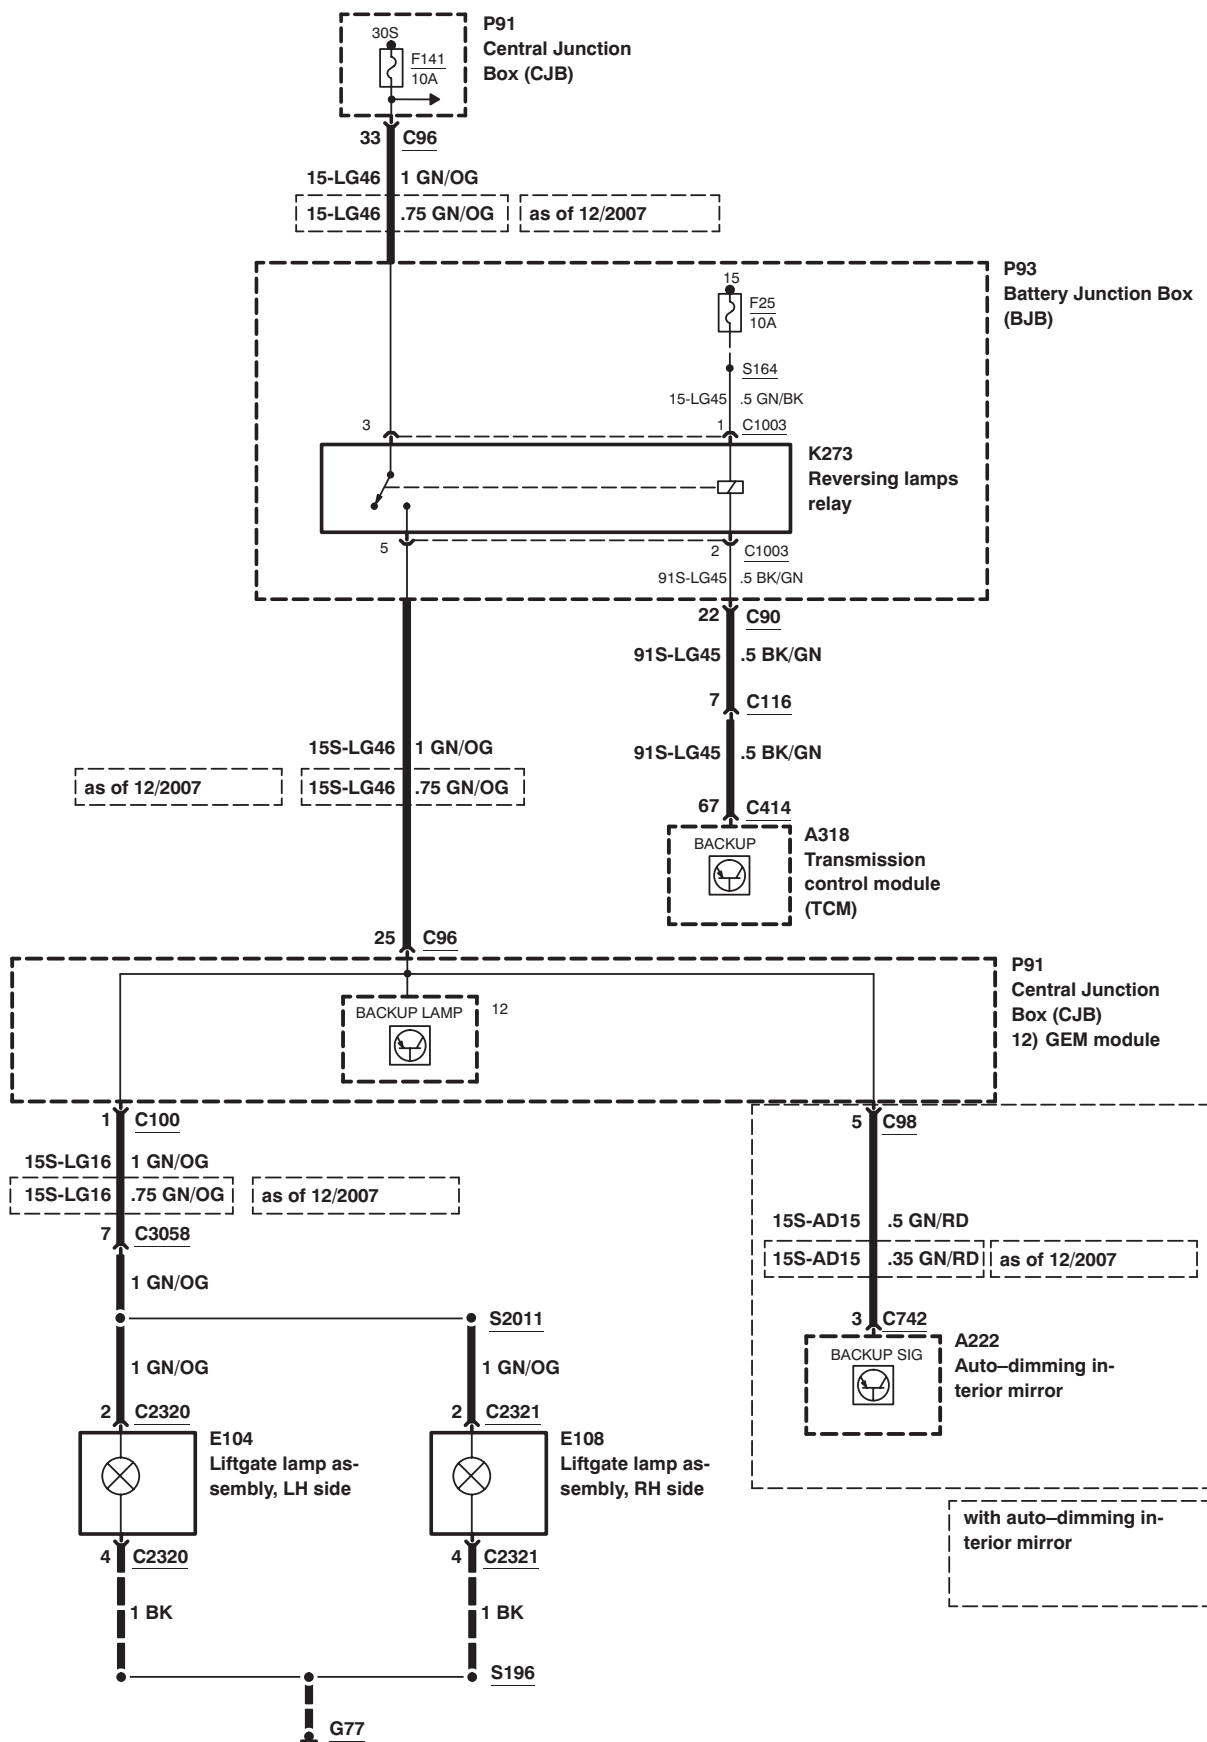 P91
Central Junction
Box (CJB)
30S
F141
10A
33 C96
15-LG46 1 GN/OG
15-LG46 .75 GN/OG as of 12/2007
P93
Battery Junction Box
(BJB)
15
F25
10A
S164
15-LG45 .5 GN/BK
3 1 C1003
K273
Reversing lamps
relay
5 2 C1003
91S-LG45 .5 BK/GN
22 C90
91S-LG45 .5 BK/GN
7 C116
15S-LG46 1 GN/OG
91S-LG45 .5 BK/GN
as of 12/2007 15S-LG46 .75 GN/OG
67 C414
BACKUP
A318
Transmission
control module
(TCM)
25 C96
P91
Central Junction
Box (CJB)
12) GEM module
BACKUP LAMP 12
1 C100
5 C98
15S-LG16 1 GN/OG
15S-LG16 .75 GN/OG as of 12/2007
15S-AD15 .5 GN/RD
7 C3058
15S-AD15 .35 GN/RD as of 12/2007
1 GN/OG
S2011
3 C742
BACKUP SIG
A222
Auto–dimming in-
terior mirror
1 GN/OG 1 GN/OG
2 C2320 2 C2321
E104
Liftgate lamp as-
sembly, LH side
E108
Liftgate lamp as-
sembly, RH side
with auto–dimming in-
terior mirror
4 C2320 4 C2321
1 BK 1 BK
S196
G77